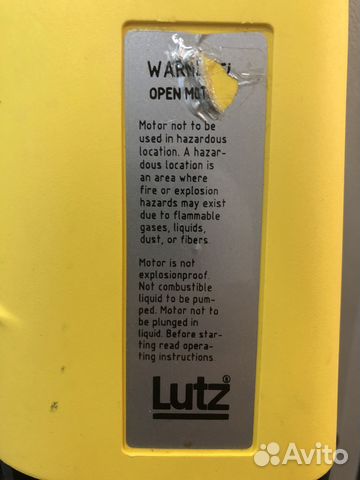 WARNI
OPEN MOT
Motor not to be
used in hazardous
location. A hazar-
dous location is
an area where
fire or explosion
hazards may exist
due to flammable
gases, liquids,
dust, or fibers.
Motor is not
explosionproof.
Not combustible
liquid to be pum-
ped. Motor not to
be plunged in
liquid. Before star-
ting read opera-
ting instructions
Lutz®
Avito